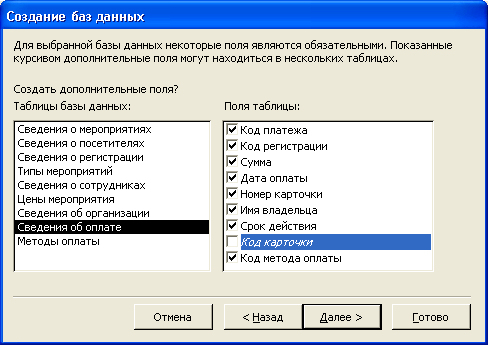 Создание баз данных
Для выбранной базы данных некоторые поля являются обязательными. Показанные
курсивом дополнительные поля могут находиться в нескольких таблицах.
Создать дополнительные поля?
Таблицы базы данных:
Сведения о мероприятиях
Сведения о посетителях
Сведения о регистрации
Типы мероприятий
Сведения о сотрудниках
Цены мероприятия
Сведения об организации
Сведения об оплате
Методы оплаты
Поля таблицы:
Код платежа
Код регистрации
Сумма
Дата оплаты
Номер карточки
Имя владельца
Срок действия
Код карточки
Код метода оплаты
Отмена
< Назад
Далее >
Готово